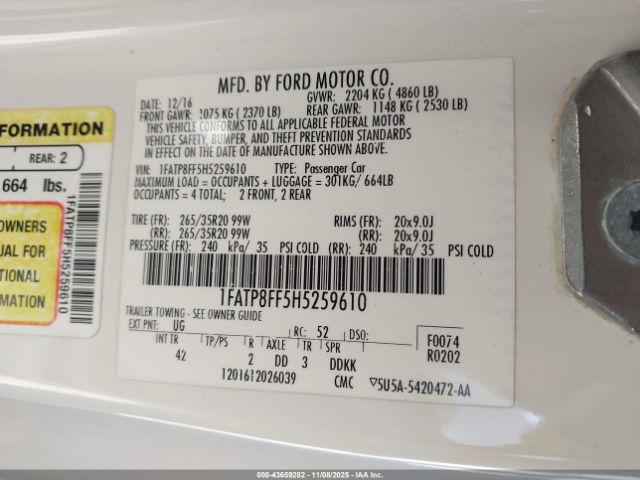 MFD. BY FORD MOTOR CO.
DATE: 12/16 GVWR: 2204 KG ( 4860 LB)
FRONT GAWR: 1075 KG ( 2370 LB) REAR GAWR: 1148 KG ( 2530 LB)
THIS VEHICLE CONFORMS TO ALL APPLICABLE FEDERAL MOTOR
VEHICLE SAFETY, BUMPER, AND THEFT PREVENTION STANDARDS
IN EFFECT ON THE DATE OF MANUFACTURE SHOWN ABOVE.
VIN: 1FATP8FF5H5259610 TYPE: Passenger Car
MAXIMUM LOAD = OCCUPANTS + LUGGAGE = 301KG/ 664LB
OCCUPANTS = 4 TOTAL; 2 FRONT, 2 REAR
TIRE (FR): 265/35R20 99W RIMS (FR): 20x9.0J
(RR): 265/35R20 99W (RR): 20x9.0J
PRESSURE (FR): 240 kPa/ 35 PSI COLD (RR): 240 kPa/ 35 PSI COLD
1FATP8FF5H5259610
TRAILER TOWING - SEE OWNER GUIDE
EXT PNT: UG RC: 52 DSO: F0074
INT TR TP/PS R AXLE TR SPR R0202
42 2 DD 3 DDKK
1201612026039 CMC 5U5A-5420472-AA
FORMATION
REAR: 2
664 lbs.
OWNERS
UAL FOR
ITIONAL
MATION
1FATP8FF5H5259610
000-43659282 - 11/08/2025 - IAAI-SUW